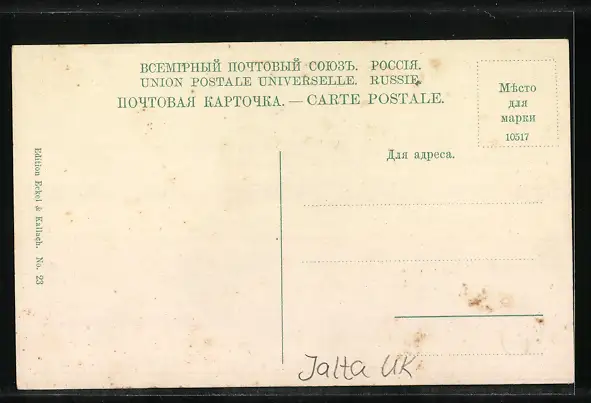 ВСЕМІРНЫЙ ПОЧТОВЫЙ СОЮЗЪ. РОССІЯ.
UNION POSTALE UNIVERSELLE. RUSSIE.
ПОЧТОВАЯ КАРТОЧКА. — CARTE POSTALE.
Мѣсто
для
марки
10517
Для адреса.
Edition Eckel & Kallach. No. 23
Jalta UK